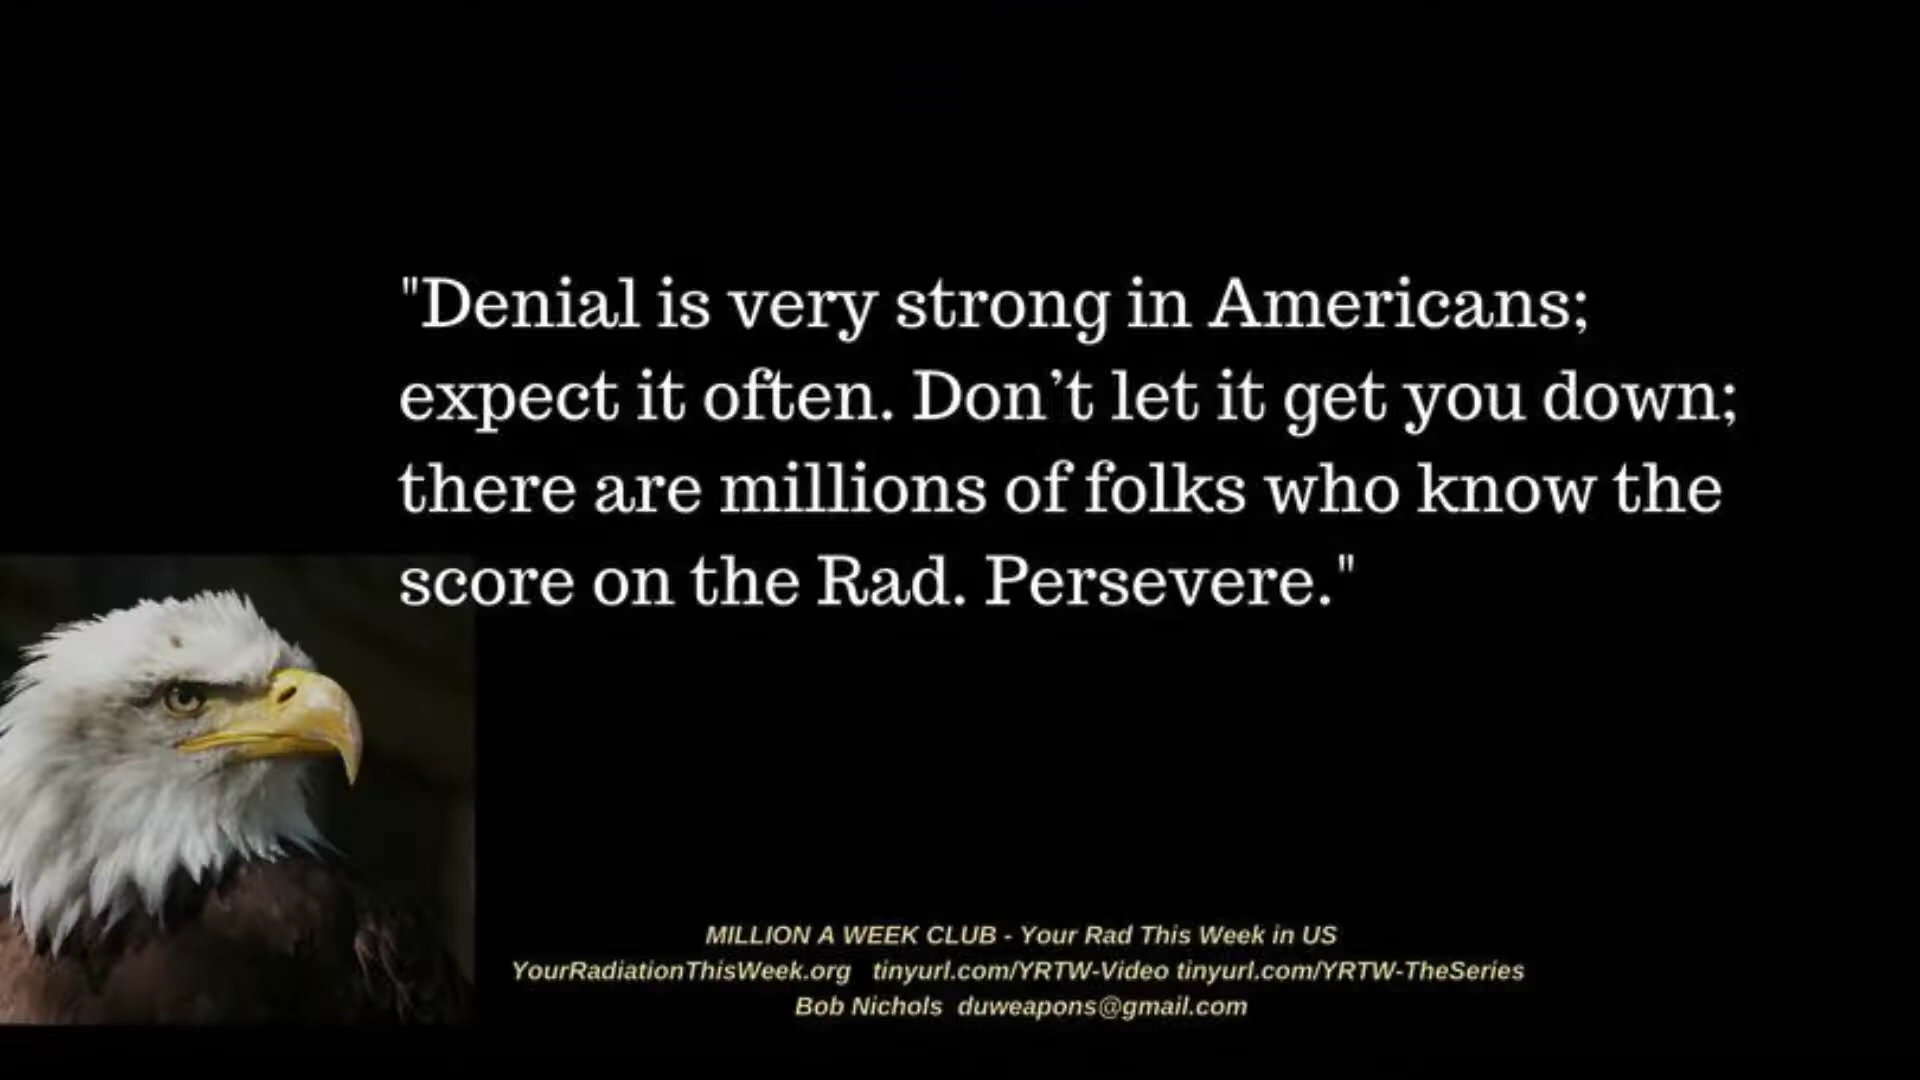 "Denial is very strong in Americans;
expect it often. Don’t let it get you down;
there are millions of folks who know the
score on the Rad. Persevere."
MILLION A WEEK CLUB - Your Rad This Week in US
YourRadiationThisWeek.org tinyurl.com/YRTW-Video tinyurl.com/YRTW-TheSeries
Bob Nichols duweapons@gmail.com